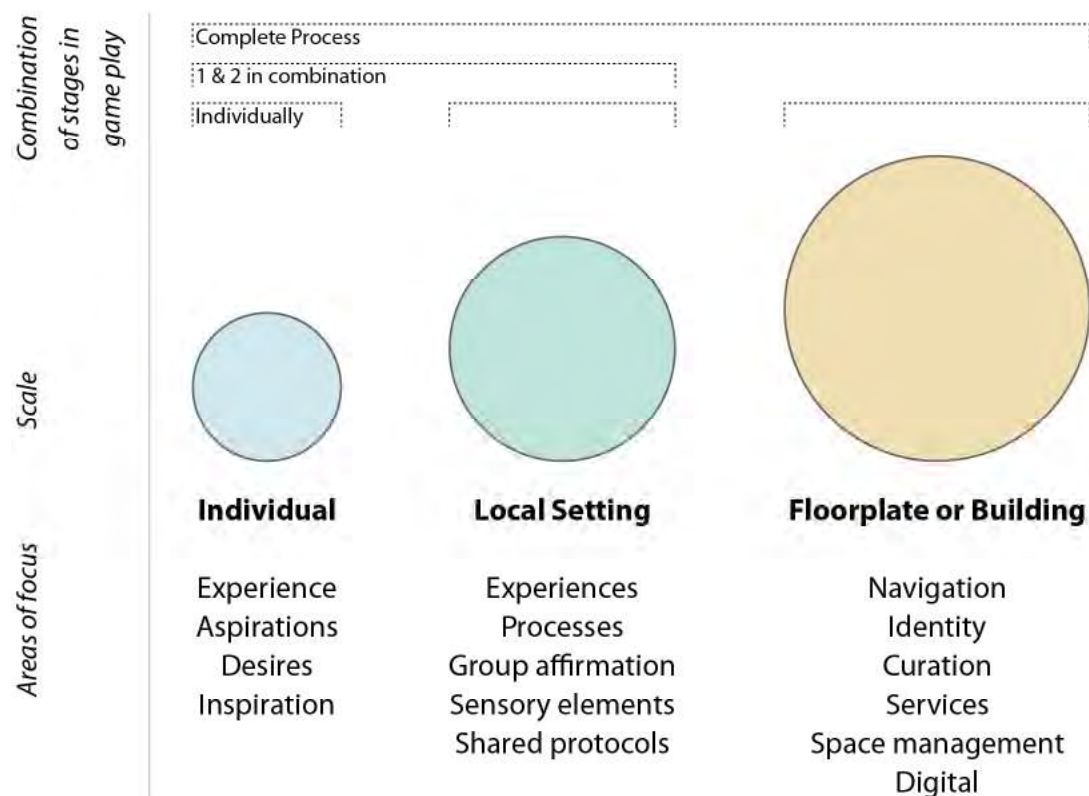 Combination
of stages in
game play
Complete Process
1 & 2 in combination
Individually
Scale
Individual
Local Setting
Floorplate or Building
Areas of focus
Experience
Aspirations
Desires
Inspiration
Experiences
Processes
Group affirmation
Sensory elements
Shared protocols
Navigation
Identity
Curation
Services
Space management
Digital